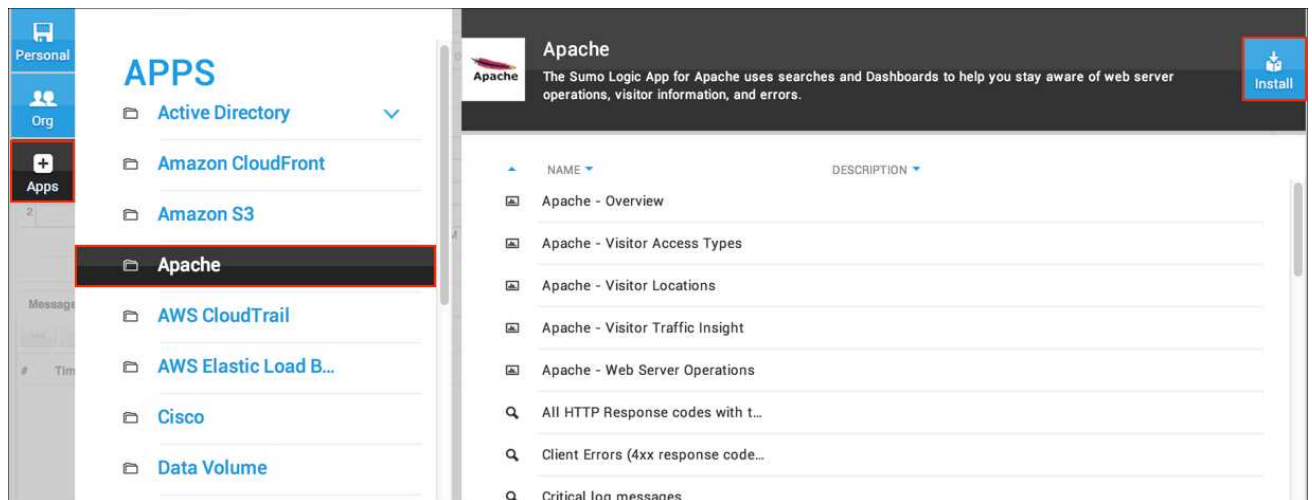 Personal
Org
Apps
2
Message
# Tim
APPS
Active Directory
Amazon CloudFront
Amazon S3
Apache
AWS CloudTrail
AWS Elastic Load B...
Cisco
Data Volume
Apache
Apache
The Sumo Logic App for Apache uses searches and Dashboards to help you stay aware of web server
operations, visitor information, and errors.
Install
NAME DESCRIPTION
Apache - Overview
Apache - Visitor Access Types
Apache - Visitor Locations
Apache - Visitor Traffic Insight
Apache - Web Server Operations
All HTTP Response codes with t...
Client Errors (4xx response code...
Critical log messages